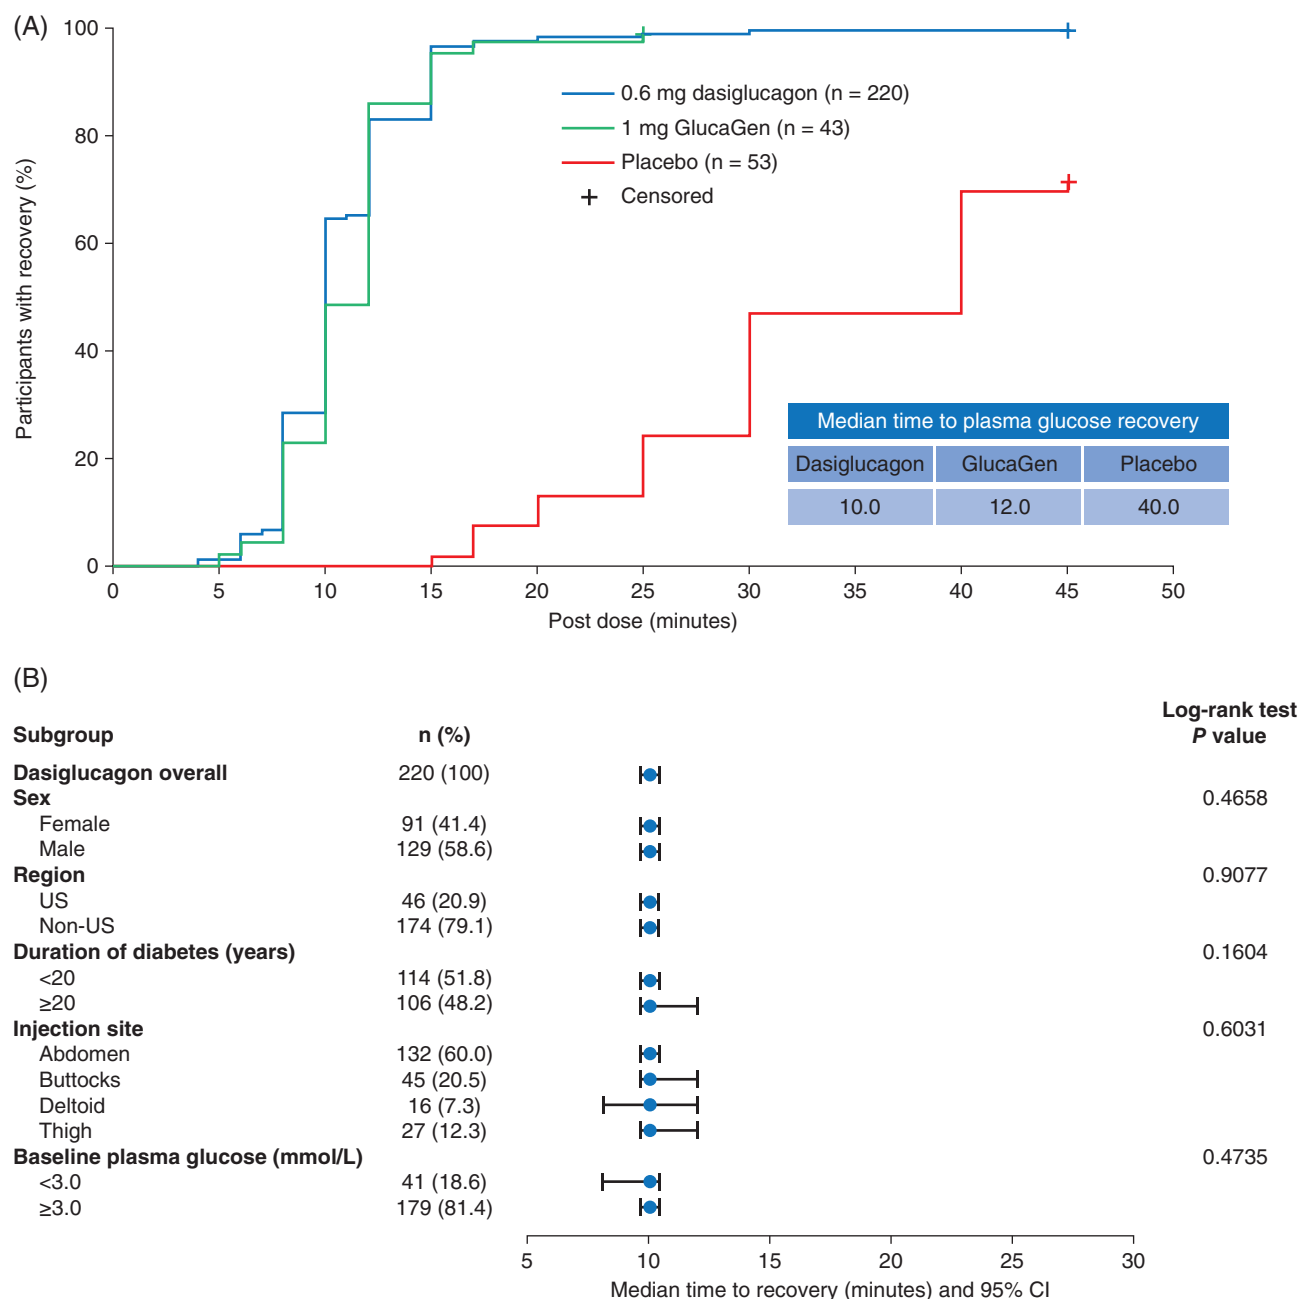 (A)
Participants with recovery (%)
100
80
60
40
20
0
0 5 10 15 20 25 30 35 40 45 50
Post dose (minutes)
0.6 mg dasiglucagon (n = 220)
1 mg GlucaGen (n = 43)
Placebo (n = 53)
Censored
Median time to plasma glucose recovery
Dasiglucagon GlucaGen Placebo
10.0 12.0 40.0
(B)
Subgroup n (%) Log-rank test
P value
Dasiglucagon overall 220 (100)
Sex 0.4658
Female 91 (41.4)
Male 129 (58.6)
Region 0.9077
US 46 (20.9)
Non-US 174 (79.1)
Duration of diabetes (years) 0.1604
<20 114 (51.8)
≥20 106 (48.2)
Injection site 0.6031
Abdomen 132 (60.0)
Buttocks 45 (20.5)
Deltoid 16 (7.3)
Thigh 27 (12.3)
Baseline plasma glucose (mmol/L) 0.4735
<3.0 41 (18.6)
≥3.0 179 (81.4)
5 10 15 20 25 30
Median time to recovery (minutes) and 95% CI